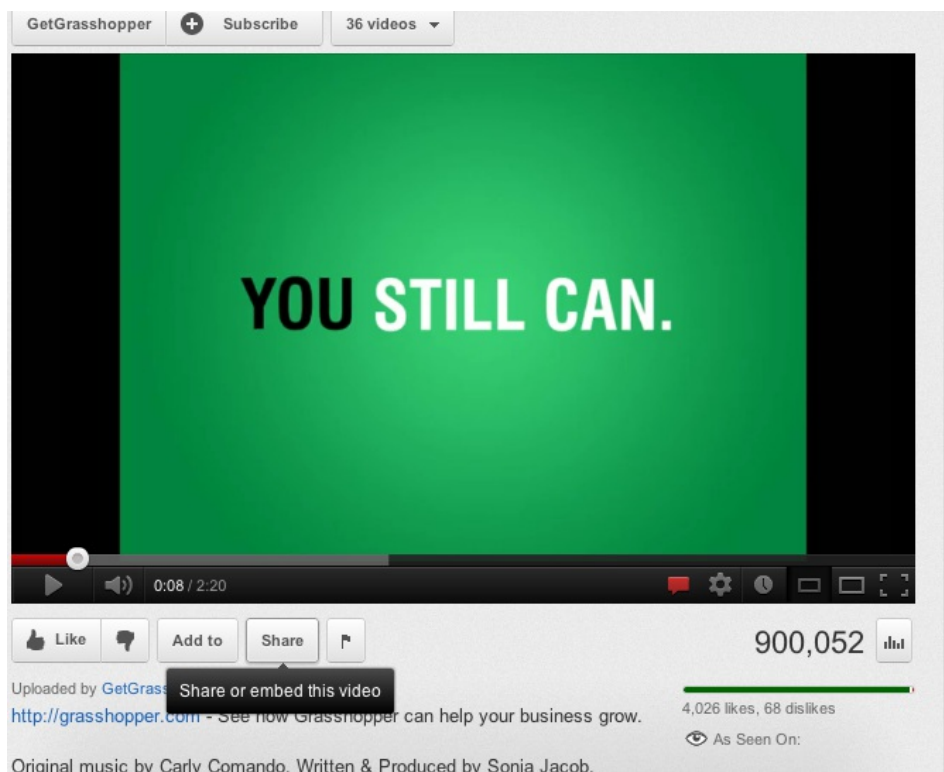 GetGrasshopper Subscribe 36 videos
YOU STILL CAN.
0:08 / 2:20
Like Add to Share 900,052
Share or embed this video
Uploaded by GetGrass
http://grasshopper.com - See how Grasshopper can help your business grow.
4,026 likes, 68 dislikes
As Seen On:
Original music by Carly Comando. Written & Produced by Sonja Jacob.